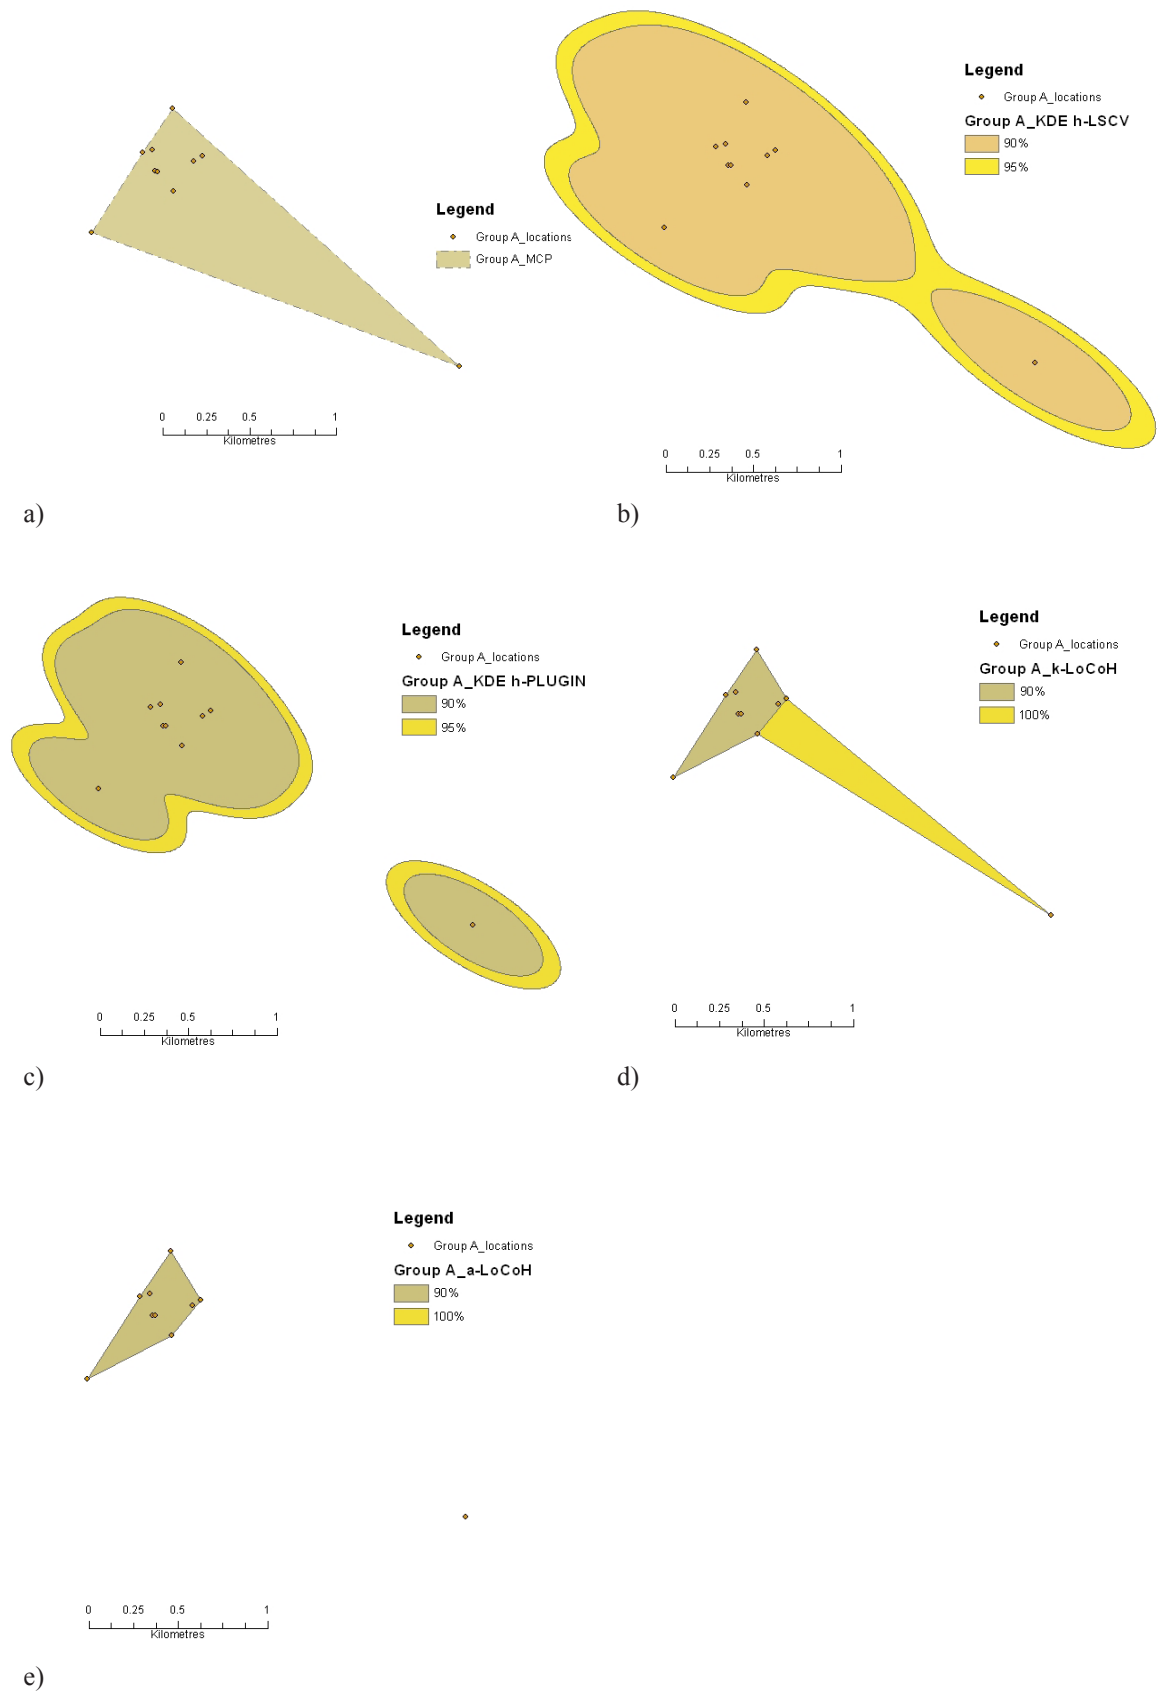 Legend
Group A_locations
Group A_MCP
0 0.25 0.5 1
Kilometres
a)
Legend
Group A_locations
Group A_KDE h-LSCV
90%
95%
0 0.25 0.5 1
Kilometres
b)
Legend
Group A_locations
Group A_KDE h-PLUGIN
90%
95%
0 0.25 0.5 1
Kilometres
c)
Legend
Group A_locations
Group A_k-LoCoH
90%
100%
0 0.25 0.5 1
Kilometres
d)
Legend
Group A_locations
Group A_a-LoCoH
90%
100%
0 0.25 0.5 1
Kilometres
e)